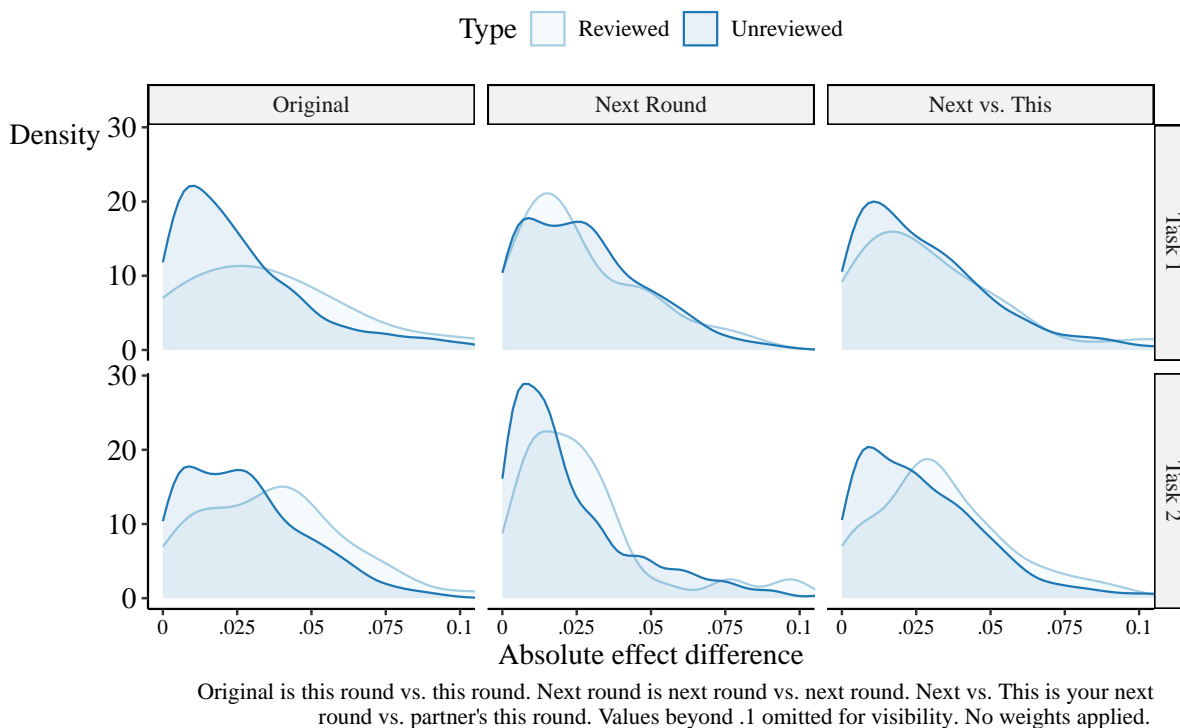 Type Reviewed Unreviewed
Original Next Round Next vs. This
Density
30
20
10
0
Task 1
30
20
10
0
Task 2
0 .025 .05 .075 0.1 0 .025 .05 .075 0.1 0 .025 .05 .075 0.1
Absolute effect difference
Original is this round vs. this round. Next round is next round vs. next round. Next vs. This is your next
round vs. partner's this round. Values beyond .1 omitted for visibility. No weights applied.